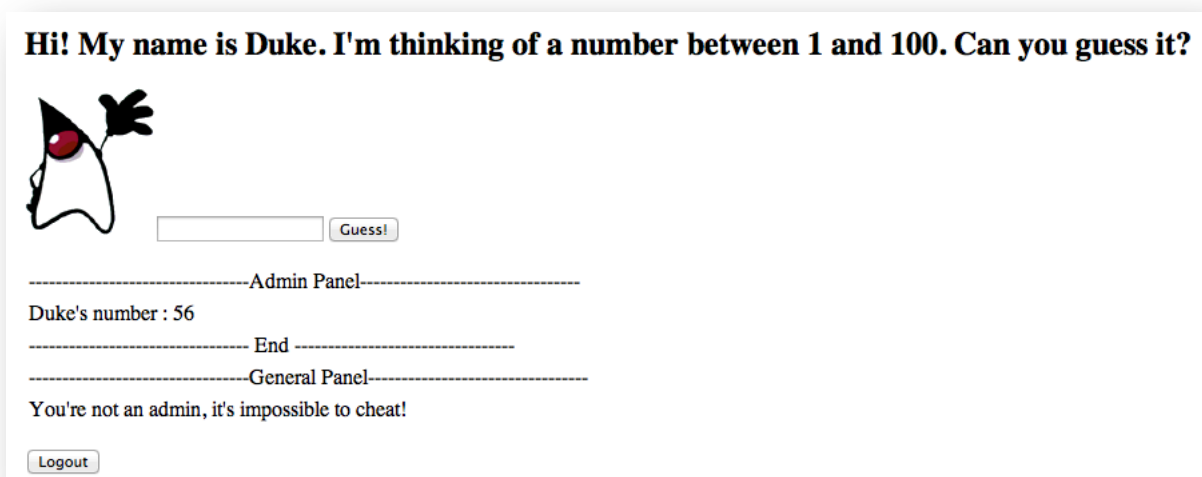 Hi! My name is Duke. I'm thinking of a number between 1 and 100. Can you guess it?
Guess!
---------------------------------Admin Panel---------------------------------
Duke's number : 56
--------------------------------- End ---------------------------------
---------------------------------General Panel---------------------------------
You're not an admin, it's impossible to cheat!
Logout